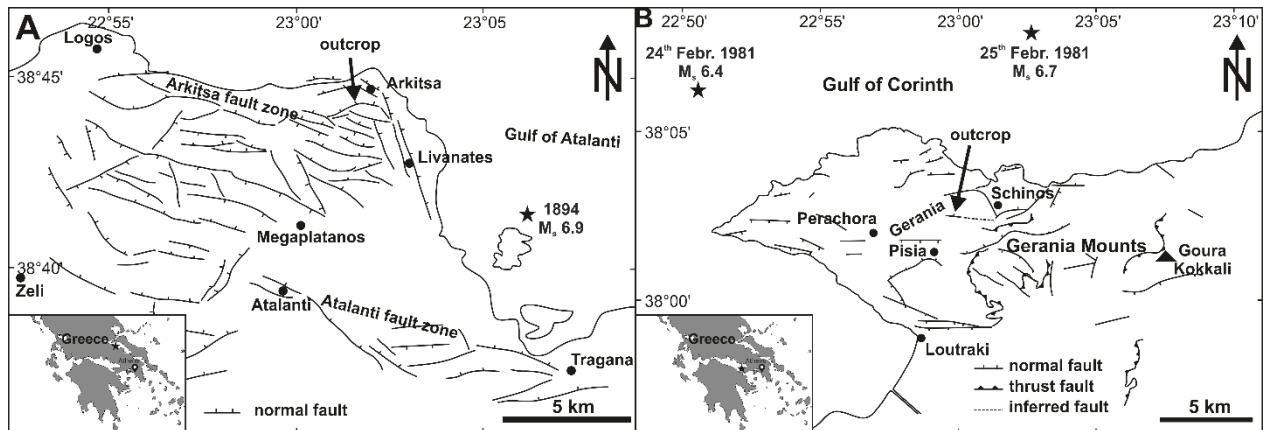 A
22°55'
23°00'
23°05'
Logos
outcrop
N
38°45'
Arkitsa
Arkitsa fault zone
Gulf of Atalanti
Livanates
1894
Ms 6.9
Megaplatanos
38°40'
Zeli
Atalanti
Atalanti fault zone
Greece
Athens
Tragana
normal fault
5 km
B
22°50'
22°55'
23°00'
23°05'
23°10'
24th Febr. 1981
Ms 6.4
25th Febr. 1981
Ms 6.7
N
Gulf of Corinth
38°05'
outcrop
Schinos
Perachora
Gerania
Pisia
Gerania Mounts
Goura
Kokkali
38°00'
Greece
Athens
Loutraki
normal fault
thrust fault
inferred fault
5 km